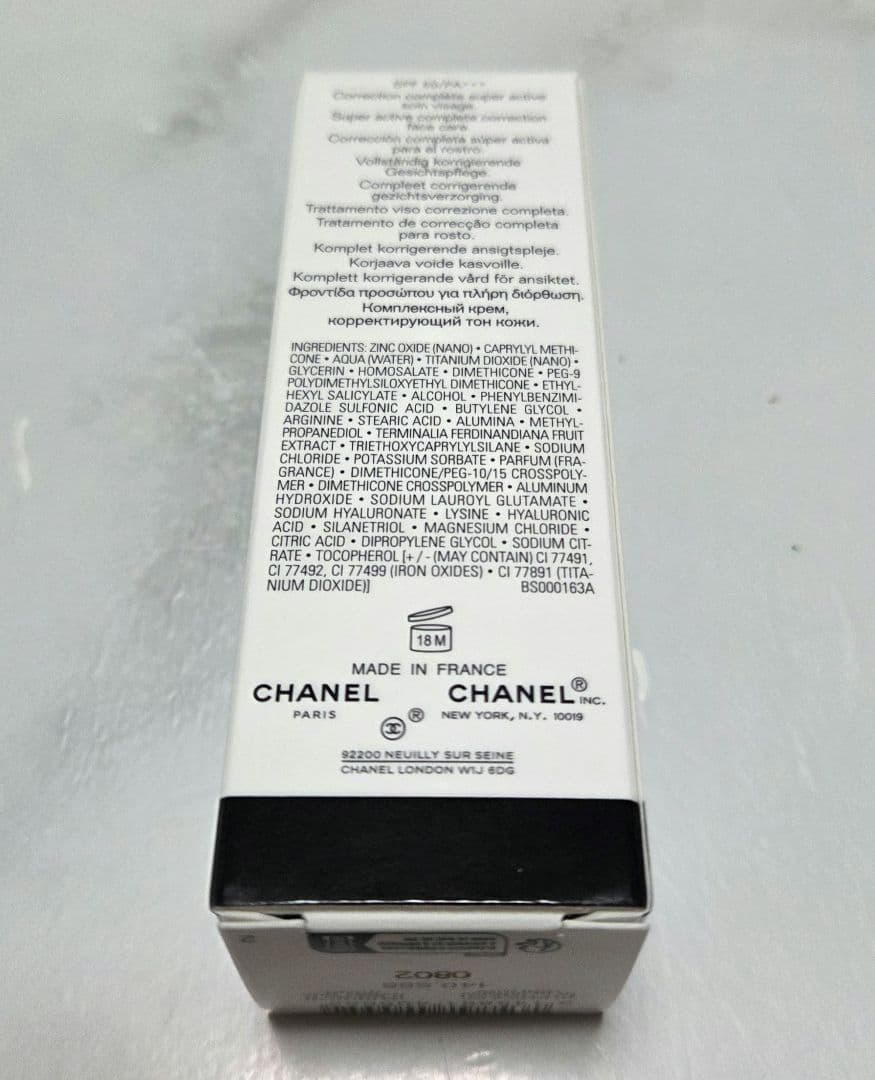 Correction complète super active
soin visage.
Super active complete correction
face care.
Corrección completa súper activa
para el rostro.
Vollständig korrigierende
Gesichtspflege.
Compleet corrigerende
gezichtsverzorging.
Trattamento viso correzione completa.
Tratamento de correcção completa
para rosto.
Komplet korrigerende ansigtspleje.
Korjaava voide kasvoille.
Komplett korrigerande vård för ansiktet.
Φροντίδα προσώπου για πλήρη διόρθωση.
Комплексный крем,
корректирующий тон кожи.
INGREDIENTS: ZINC OXIDE (NANO) • CAPRYLYL METHI-
CONE • AQUA (WATER) • TITANIUM DIOXIDE (NANO) •
GLYCERIN • HOMOSALATE • DIMETHICONE • PEG-9
POLYDIMETHYLSILOXYETHYL DIMETHICONE • ETHYL-
HEXYL SALICYLATE • ALCOHOL • PHENYLBENZIMI-
DAZOLE SULFONIC ACID • BUTYLENE GLYCOL •
ARGININE • STEARIC ACID • ALUMINA • METHYL-
PROPANEDIOL • TERMINALIA FERDINANDIANA FRUIT
EXTRACT • TRIETHOXYCAPRYLYLSILANE • SODIUM
CHLORIDE • POTASSIUM SORBATE • PARFUM (FRA-
GRANCE) • DIMETHICONE/PEG-10/15 CROSSPOLY-
MER • DIMETHICONE CROSSPOLYMER • ALUMINUM
HYDROXIDE • SODIUM LAUROYL GLUTAMATE •
SODIUM HYALURONATE • LYSINE • HYALURONIC
ACID • SILANETRIOL • MAGNESIUM CHLORIDE •
CITRIC ACID • DIPROPYLENE GLYCOL • SODIUM CIT-
RATE • TOCOPHEROL [+/-(MAY CONTAIN) CI 77491,
CI 77492, CI 77499 (IRON OXIDES) • CI 77891 (TITA-
NIUM DIOXIDE)] BS000163A
18 M
MADE IN FRANCE
CHANEL CHANEL® INC.
PARIS ® NEW YORK, N.Y. 10019
92200 NEUILLY SUR SEINE
CHANEL LONDON W1J 6DG
0802